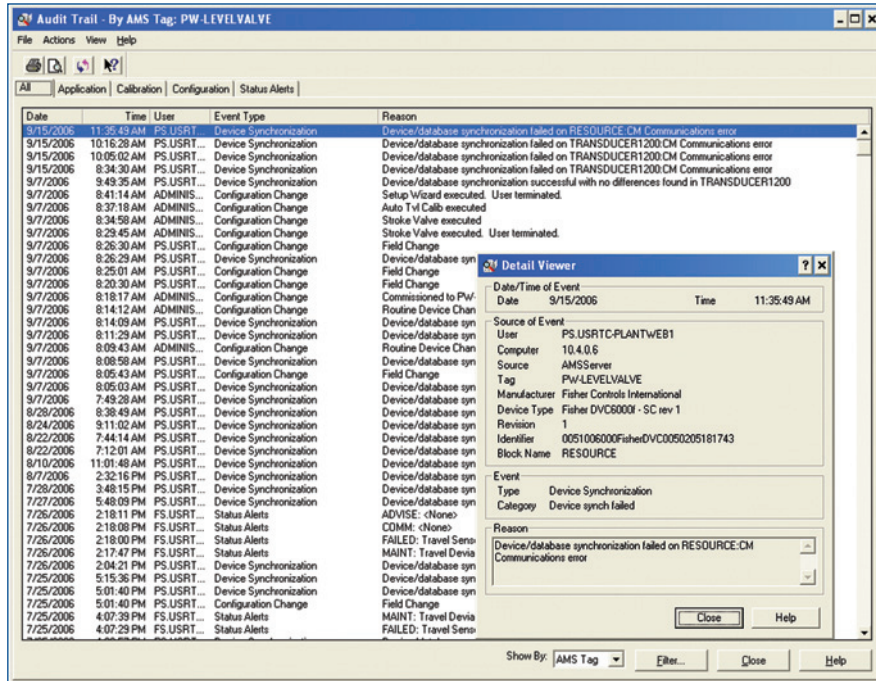 Audit Trail - By AMS Tag: PW-LEVELVALVE
File Actions View Help
All Application Calibration Configuration Status Alerts
Date Time User Event Type Reason
9/15/2006 11:35:49 AM PS.USRT... Device Synchronization Device/database synchronization failed on RESOURCE:CM Communications error
9/15/2006 10:16:28 AM PS.USRT... Device Synchronization Device/database synchronization failed on TRANSDUCER1200:CM Communications error
9/15/2006 10:05:02 AM PS.USRT... Device Synchronization Device/database synchronization failed on TRANSDUCER1200:CM Communications error
9/15/2006 8:34:30 AM PS.USRT... Device Synchronization Device/database synchronization failed on TRANSDUCER1200:CM Communications error
9/7/2006 9:49:35 AM PS.USRT... Device Synchronization Device/database synchronization successful with no differences found in TRANSDUCER1200
9/7/2006 8:41:14 AM ADMINIS... Configuration Change Setup Wizard executed. User terminated.
9/7/2006 8:37:18 AM ADMINIS... Configuration Change Auto Tvl Calib executed
9/7/2006 8:34:58 AM ADMINIS... Configuration Change Stroke Valve executed
9/7/2006 8:29:45 AM ADMINIS... Configuration Change Stroke Valve executed. User terminated.
9/7/2006 8:26:30 AM PS.USRT... Configuration Change Field Change
9/7/2006 8:26:29 AM PS.USRT... Device Synchronization Device/database syn
9/7/2006 8:25:01 AM PS.USRT... Configuration Change Field Change
9/7/2006 8:20:30 AM PS.USRT... Configuration Change Field Change
9/7/2006 8:18:17 AM ADMINIS... Configuration Change Commissioned to PW-
9/7/2006 8:14:12 AM ADMINIS... Configuration Change Routine Device Chan
9/7/2006 8:14:09 AM PS.USRT... Device Synchronization Device/database syn
9/7/2006 8:11:29 AM PS.USRT... Device Synchronization Device/database syn
9/7/2006 8:09:43 AM ADMINIS... Configuration Change Routine Device Chan
9/7/2006 8:08:58 AM PS.USRT... Device Synchronization Device/database syn
9/7/2006 8:05:43 AM PS.USRT... Configuration Change Field Change
9/7/2006 8:05:03 AM PS.USRT... Device Synchronization Device/database syn
9/7/2006 7:49:28 AM PS.USRT... Device Synchronization Device/database syn
8/28/2006 8:38:49 AM PS.USRT... Device Synchronization Device/database syn
8/24/2006 9:11:02 AM PS.USRT... Device Synchronization Device/database syn
8/22/2006 7:44:14 AM PS.USRT... Device Synchronization Device/database syn
8/22/2006 7:12:01 AM PS.USRT... Device Synchronization Device/database syn
8/10/2006 11:01:48 AM PS.USRT... Device Synchronization Device/database syn
8/7/2006 2:32:16 PM PS.USRT... Device Synchronization Device/database syn
7/28/2006 3:48:15 PM PS.USRT... Device Synchronization Device/database syn
7/27/2006 5:48:09 PM PS.USRT... Device Synchronization Device/database syn
7/26/2006 2:18:11 PM FS.USRT... Status Alerts ADVISE: <None>
7/26/2006 2:18:08 PM FS.USRT... Status Alerts COMM: <None>
7/26/2006 2:18:00 PM FS.USRT... Status Alerts FAILED: Travel Sens
7/26/2006 2:17:47 PM FS.USRT... Status Alerts MAINT: Travel Devia
7/26/2006 2:04:21 PM PS.USRT... Device Synchronization Device/database syn
7/25/2006 5:15:36 PM PS.USRT... Device Synchronization Device/database syn
7/25/2006 5:01:40 PM PS.USRT... Device Synchronization Device/database syn
7/25/2006 5:01:40 PM PS.USRT... Configuration Change Field Change
7/25/2006 4:07:39 PM FS.USRT... Status Alerts MAINT: Travel Devia
7/25/2006 4:07:29 PM FS.USRT... Status Alerts FAILED: Travel Sens
Detail Viewer
Date/Time of Event
Date 9/15/2006 Time 11:35:49 AM
Source of Event
User PS.USRTC-PLANTWEB1
Computer 10.4.0.6
Source AMSServer
Tag PW-LEVELVALVE
Manufacturer Fisher Controls International
Device Type Fisher DVC6000f - SC rev 1
Revision 1
Identifier 0051006000FisherDVC0050205181743
Block Name RESOURCE
Event
Type Device Synchronization
Category Device synch failed
Reason
Device/database synchronization failed on RESOURCE:CM
Communications error
Close Help
Show By: AMS Tag Filter... Close Help